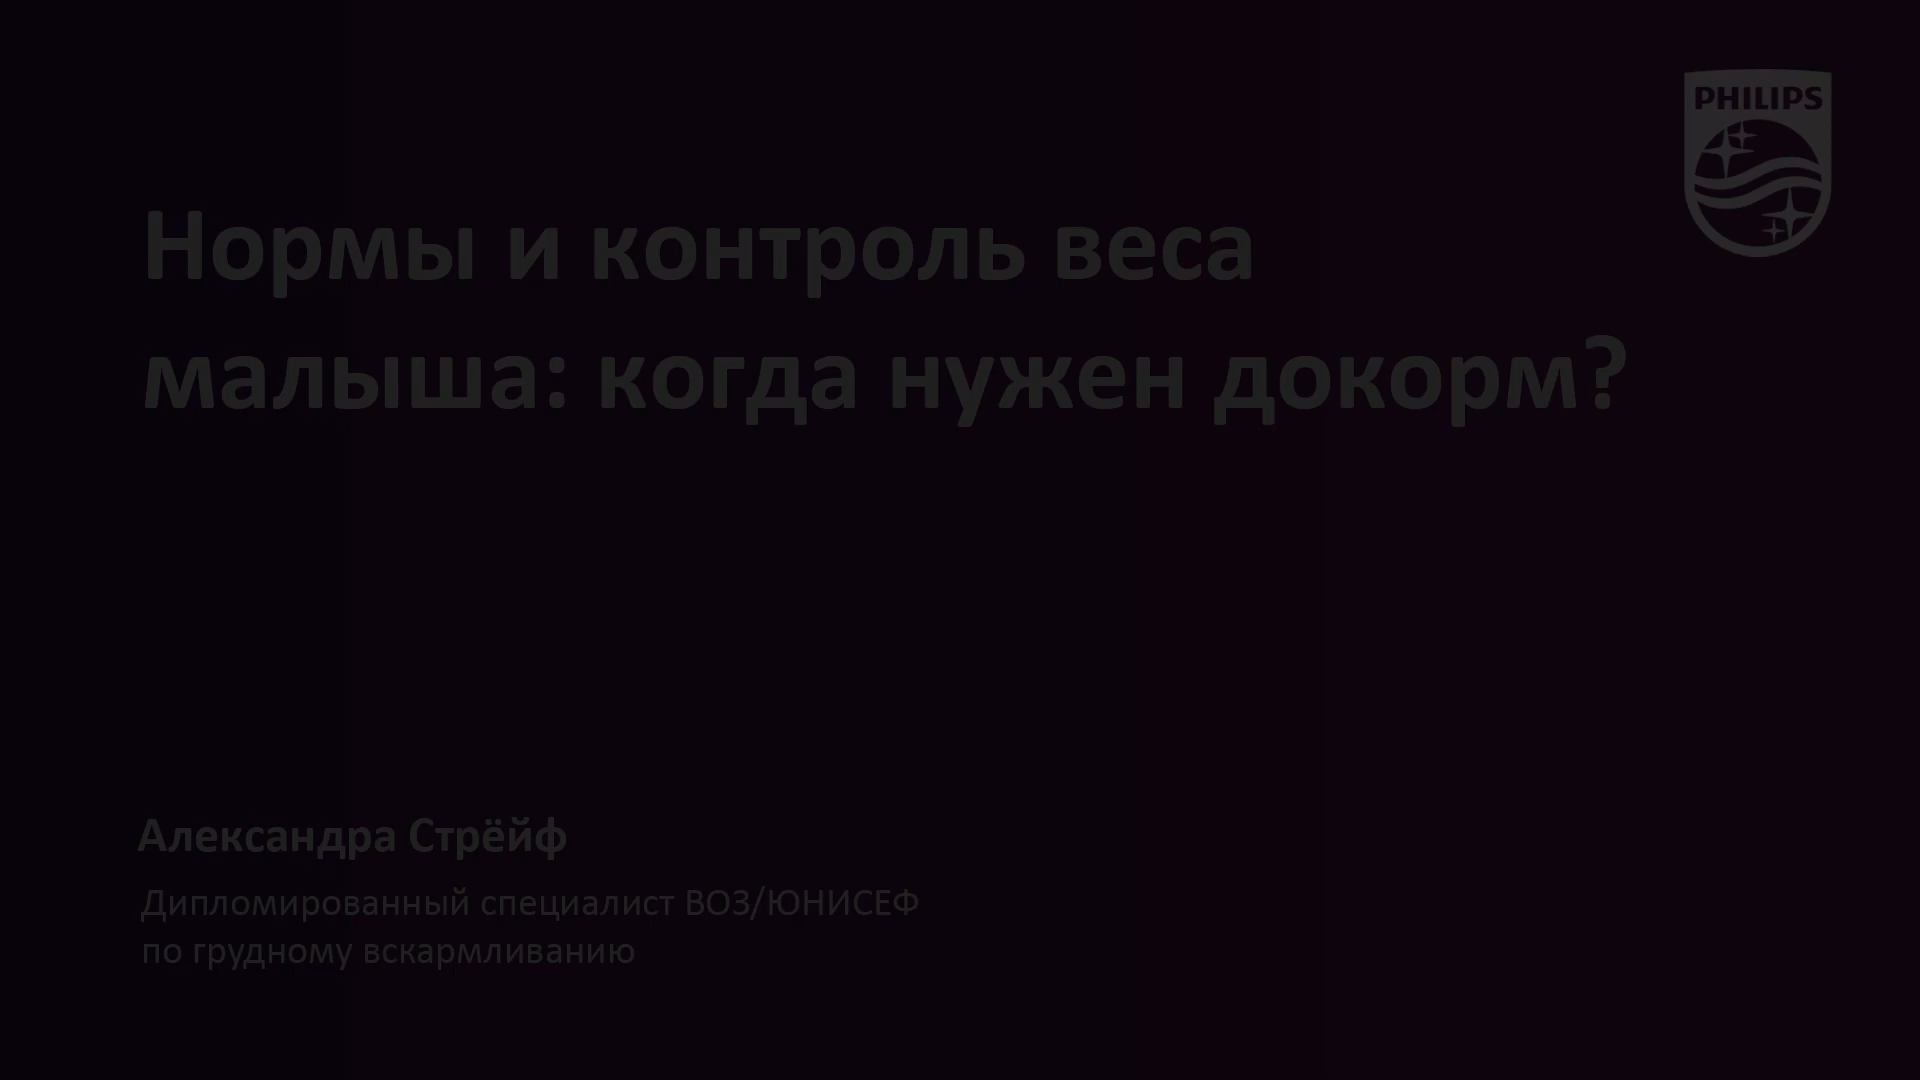 PHILIPS
Нормы и контроль веса
малыша: когда нужен докорм?
Александра Стрёйф
Дипломированный специалист ВОЗ/ЮНИСЕФ
по грудному вскармливанию